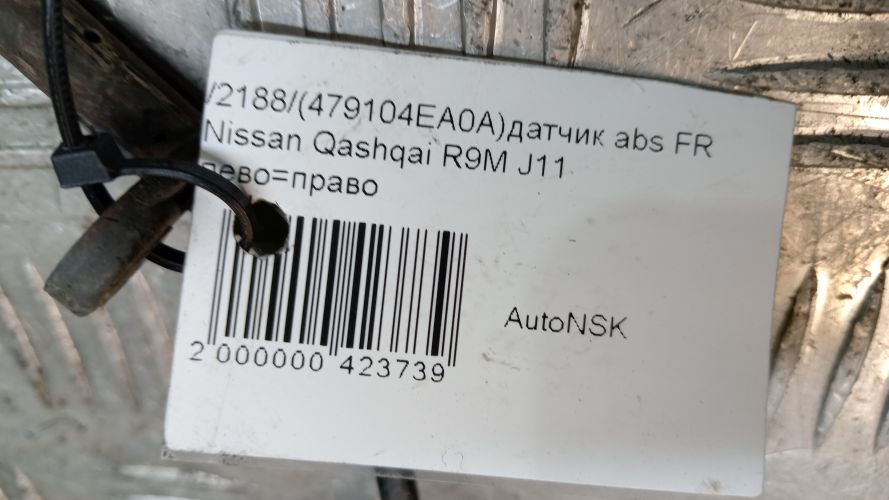 /2188/(479104EA0A)датчик abs FR
Nissan Qashqai R9M J11
лево=право
AutoNSK
2 000000 423739